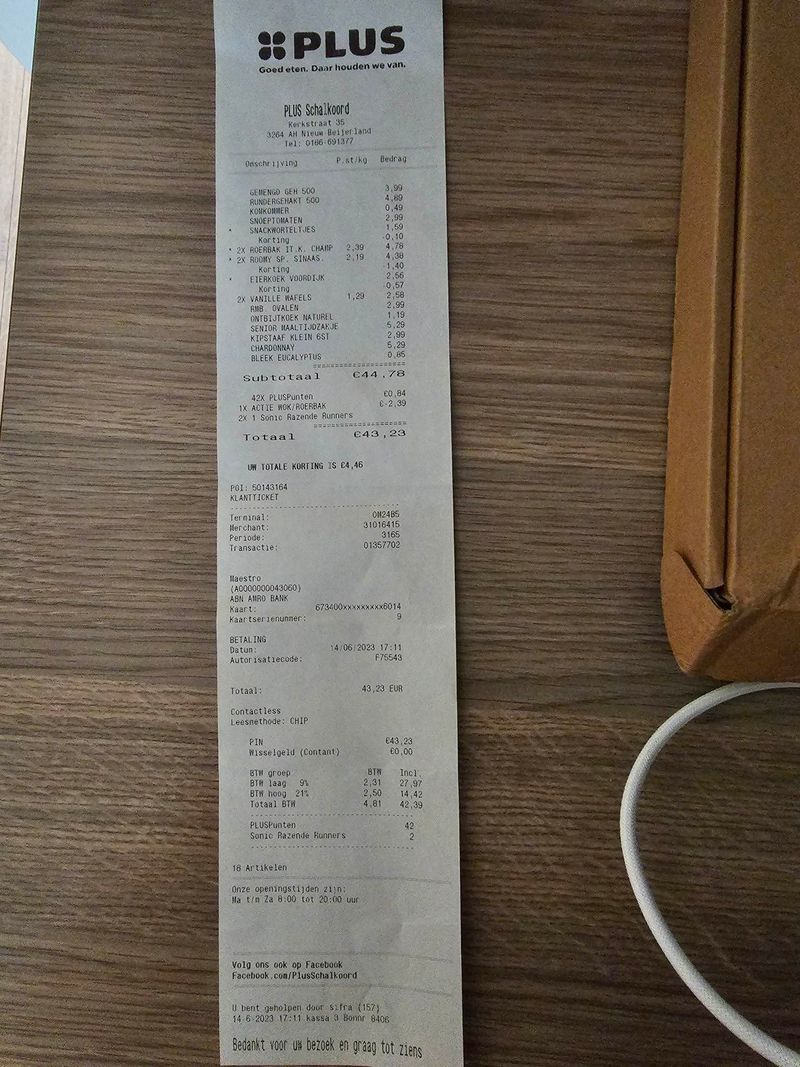 PLUS
Goed eten. Daar houden we van.
PLUS Schalkoord
Kerkstraat 35
3264 AH Nieuw Beijerland
Tel: 0186-691377
Omschrijving P.st/kg Bedrag
GEMENGD GEH 500 3,99
RUNDERGEHAKT 500 4,89
KOMKOMMER 0,49
SNOEPTOMATEN 2,99
* SNACKWORTELTJES 1,59
Korting -0,10
* 2X ROERBAK IT.K. CHAMP 2,39 4,78
* 2X ROOMY SP. SINAAS. 2,19 4,38
Korting -1,40
* EIERKOEK VOORDIJK 2,56
Korting -0,57
2X VANILLE WAFELS 1,29 2,58
RMB. OVALEN 2,99
ONTBIJTKOEK NATUREL 1,19
SENIOR MAALTIJDZAKJE 5,29
KIPSTAAF KLEIN 6ST 2,99
CHARDONNAY 5,29
BLEEK EUCALYPTUS 0,85
===================
Subtotaal €44,78
42X PLUSPunten €0,84
1X ACTIE WOK/ROERBAK €-2,39
2X 1 Sonic Razende Runners
===================
Totaal €43,23
UW TOTALE KORTING IS €4,46
POI: 50143164
KLANTTICKET
--------------------------------
Terminal: OM2485
Merchant: 31016415
Periode: 3165
Transactie: 01357702
Maestro
(A0000000043060)
ABN AMRO BANK
Kaart: 673400xxxxxxxxx6014
Kaartserienummer: 9
BETALING
Datum: 14/06/2023 17:11
Autorisatiecode: F75543
Totaal: 43,23 EUR
Contactless
Leesmethode: CHIP
PIN €43,23
Wisselgeld (Contant) €0,00
BTW groep BTW Incl.
BTW laag 9% 2,31 27,97
BTW hoog 21% 2,50 14,42
Totaal BTW 4,81 42,39
--------------------------------
PLUSPunten 42
Sonic Razende Runners 2
--------------------------------
18 Artikelen
Onze openingstijden zijn:
Ma t/m Za 8:00 tot 20:00 uur
Volg ons ook op Facebook
Facebook.com/PlusSchalkoord
U bent geholpen door sifra (157)
14-6-2023 17:11 kassa 3 Bonnr 8406
Bedankt voor uw bezoek en graag tot ziens